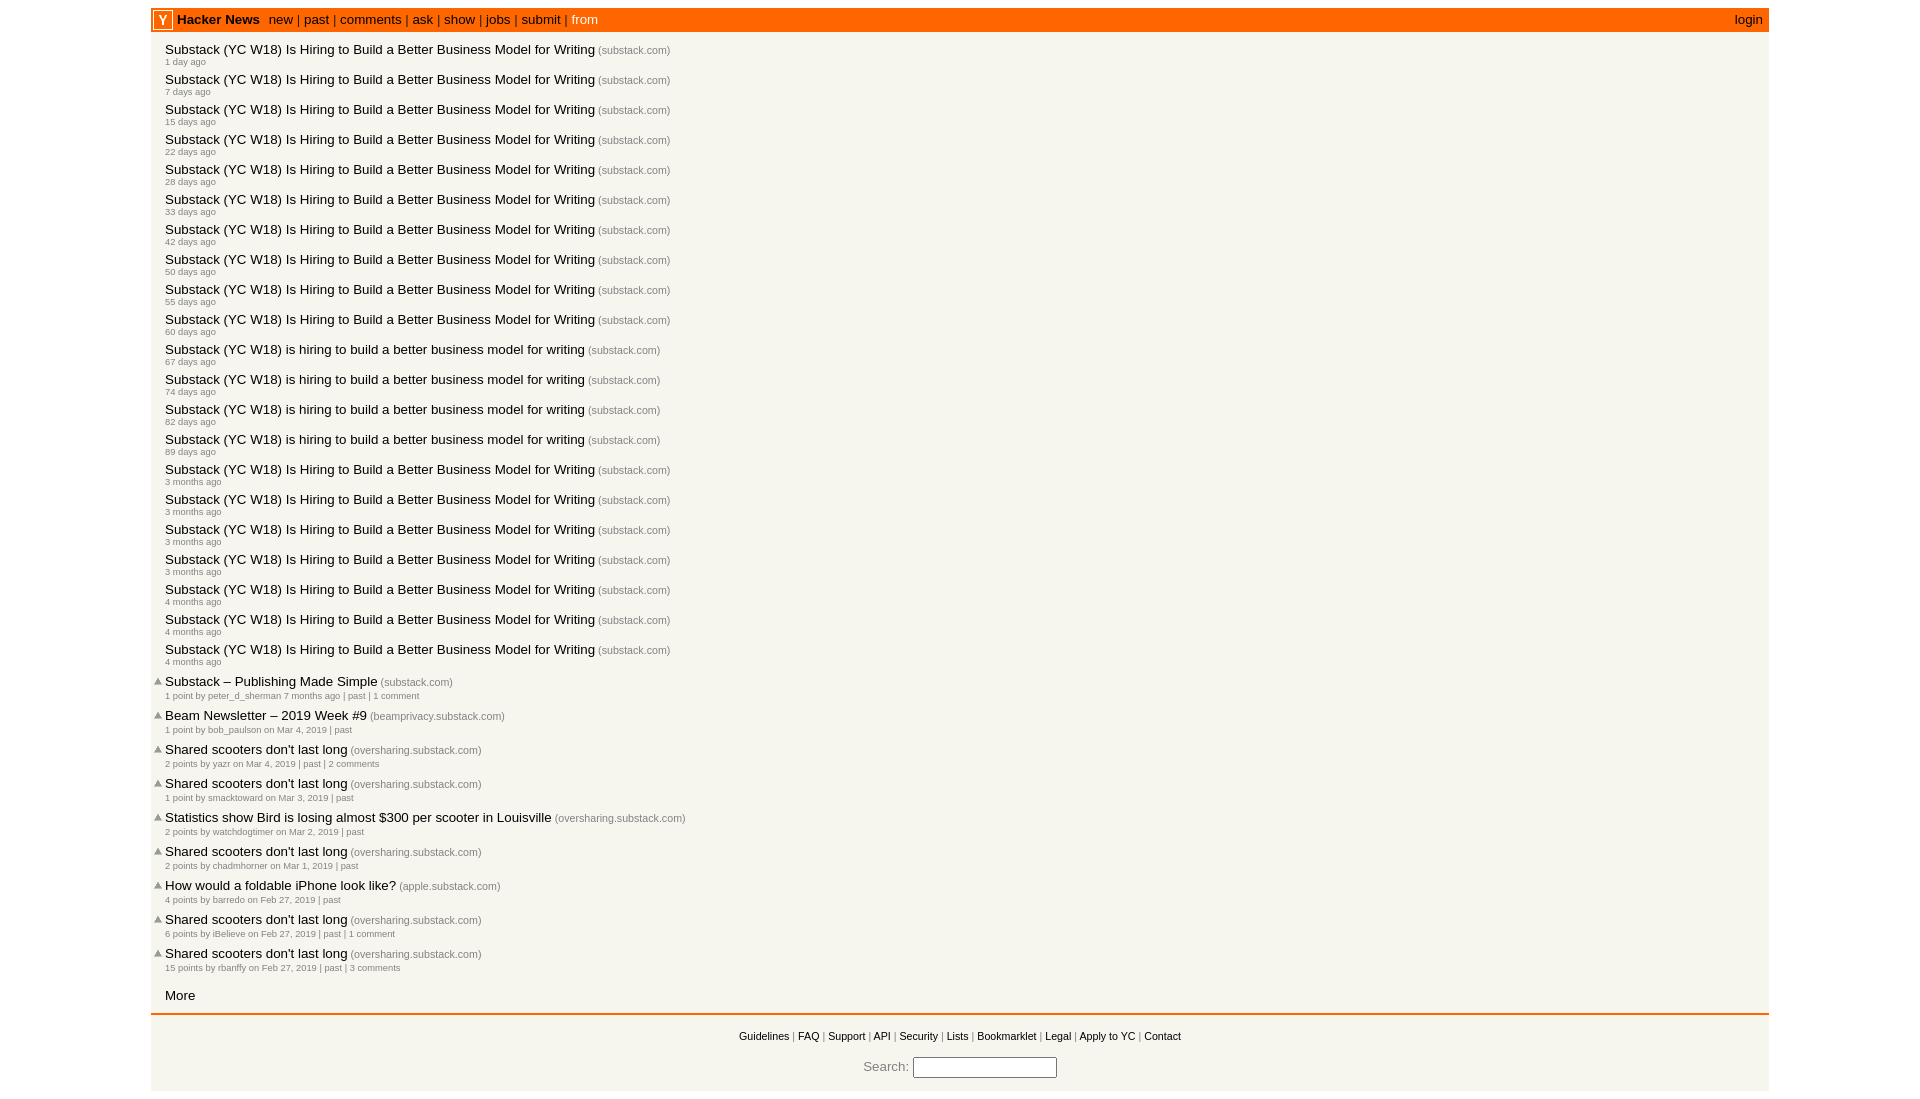 Y Hacker News new | past | comments | ask | show | jobs | submit | from login
Substack (YC W18) Is Hiring to Build a Better Business Model for Writing (substack.com)
1 day ago
Substack (YC W18) Is Hiring to Build a Better Business Model for Writing (substack.com)
7 days ago
Substack (YC W18) Is Hiring to Build a Better Business Model for Writing (substack.com)
15 days ago
Substack (YC W18) Is Hiring to Build a Better Business Model for Writing (substack.com)
22 days ago
Substack (YC W18) Is Hiring to Build a Better Business Model for Writing (substack.com)
28 days ago
Substack (YC W18) Is Hiring to Build a Better Business Model for Writing (substack.com)
33 days ago
Substack (YC W18) Is Hiring to Build a Better Business Model for Writing (substack.com)
42 days ago
Substack (YC W18) Is Hiring to Build a Better Business Model for Writing (substack.com)
50 days ago
Substack (YC W18) Is Hiring to Build a Better Business Model for Writing (substack.com)
55 days ago
Substack (YC W18) Is Hiring to Build a Better Business Model for Writing (substack.com)
60 days ago
Substack (YC W18) is hiring to build a better business model for writing (substack.com)
67 days ago
Substack (YC W18) is hiring to build a better business model for writing (substack.com)
74 days ago
Substack (YC W18) is hiring to build a better business model for writing (substack.com)
82 days ago
Substack (YC W18) is hiring to build a better business model for writing (substack.com)
89 days ago
Substack (YC W18) Is Hiring to Build a Better Business Model for Writing (substack.com)
3 months ago
Substack (YC W18) Is Hiring to Build a Better Business Model for Writing (substack.com)
3 months ago
Substack (YC W18) Is Hiring to Build a Better Business Model for Writing (substack.com)
3 months ago
Substack (YC W18) Is Hiring to Build a Better Business Model for Writing (substack.com)
3 months ago
Substack (YC W18) Is Hiring to Build a Better Business Model for Writing (substack.com)
4 months ago
Substack (YC W18) Is Hiring to Build a Better Business Model for Writing (substack.com)
4 months ago
Substack (YC W18) Is Hiring to Build a Better Business Model for Writing (substack.com)
4 months ago
Substack – Publishing Made Simple (substack.com)
1 point by peter_d_sherman 7 months ago | past | 1 comment
Beam Newsletter – 2019 Week #9 (beamprivacy.substack.com)
1 point by bob_paulson on Mar 4, 2019 | past
Shared scooters don't last long (oversharing.substack.com)
2 points by yazr on Mar 4, 2019 | past | 2 comments
Shared scooters don't last long (oversharing.substack.com)
1 point by smacktoward on Mar 3, 2019 | past
Statistics show Bird is losing almost $300 per scooter in Louisville (oversharing.substack.com)
2 points by watchdogtimer on Mar 2, 2019 | past
Shared scooters don't last long (oversharing.substack.com)
2 points by chadmhorner on Mar 1, 2019 | past
How would a foldable iPhone look like? (apple.substack.com)
4 points by barredo on Feb 27, 2019 | past
Shared scooters don't last long (oversharing.substack.com)
6 points by iBelieve on Feb 27, 2019 | past | 1 comment
Shared scooters don't last long (oversharing.substack.com)
15 points by rbanffy on Feb 27, 2019 | past | 3 comments
More
Guidelines | FAQ | Support | API | Security | Lists | Bookmarklet | Legal | Apply to YC | Contact
Search: